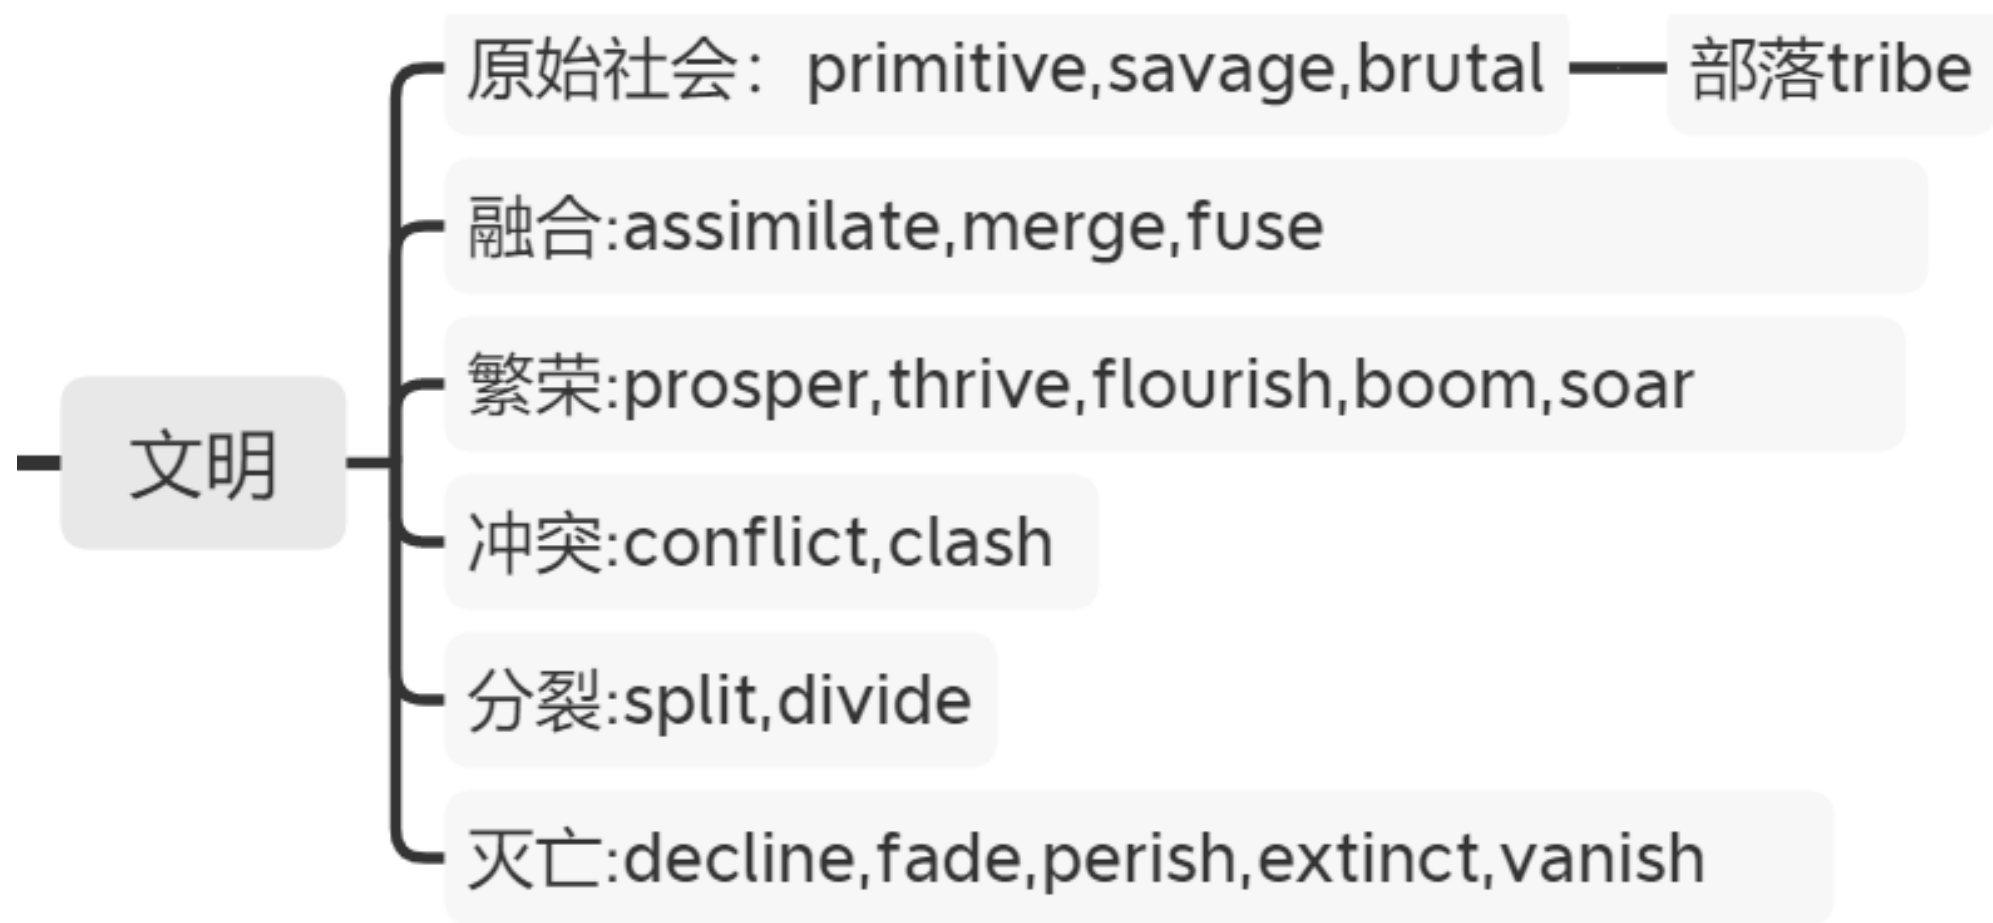 原始社会：primitive,savage,brutal
部落tribe
融合:assimilate,merge,fuse
繁荣:prosper,thrive,flourish,boom,soar
文明
冲突:conflict,clash
分裂:split,divide
灭亡:decline,fade,perish,extinct,vanish